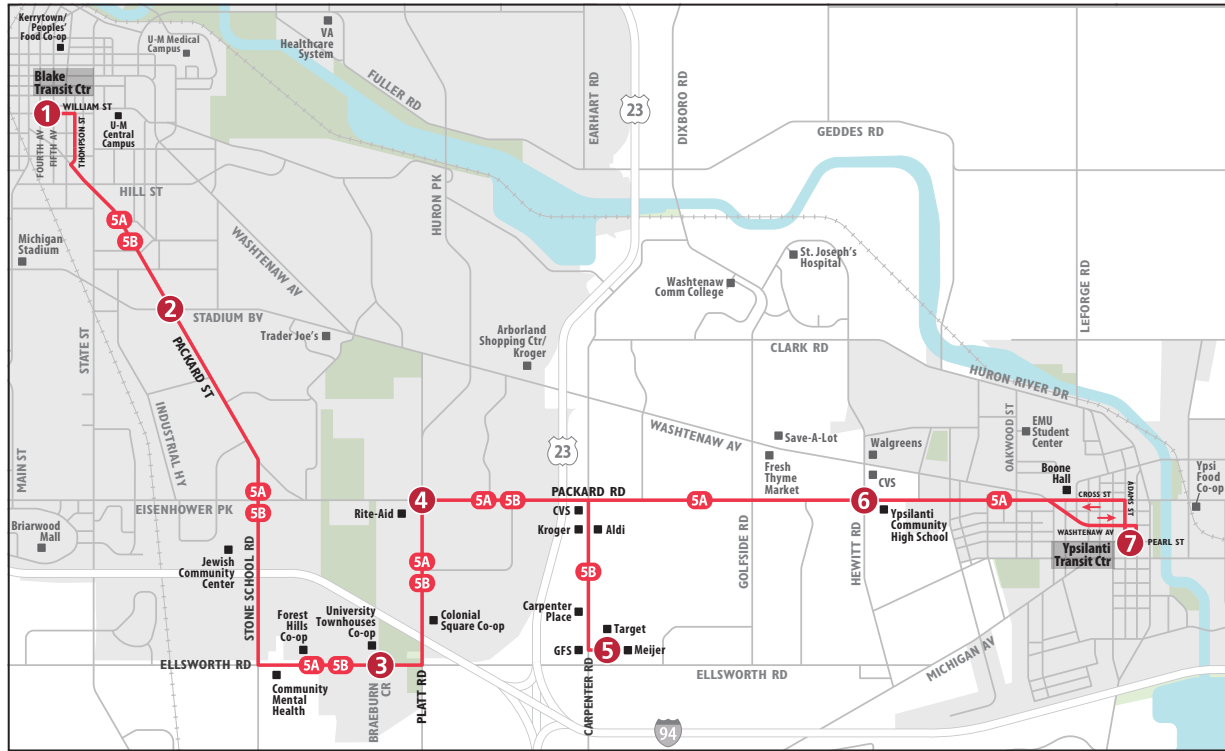 Kerrytown/
Peoples'
Food Co-op
U-M Medical
Campus
VA
Healthcare
System
FULLER RD
EARHART RD
23
DIXBORO RD
GEDDES RD
Blake
Transit Ctr
1
WILLIAM ST
U-M
Central
Campus
FOURTH AV
FIFTH AV
THOMPSON ST
HILL ST
HURON PK
5A
5B
Michigan
Stadium
WASHTENAW AV
St. Joseph's
Hospital
Washtenaw
Comm College
LEFORGE RD
2
STADIUM BV
Trader Joe's
Arborland
Shopping Ctr/
Kroger
CLARK RD
STATE ST
PACKARD ST
HURON RIVER DR
INDUSTRIAL HY
MAIN ST
23
WASHTENAW AV
Save-A-Lot
Fresh
Thyme
Market
Walgreens
CVS
OAKWOOD ST
EMU
Student
Center
Boone
Hall
Ypsi
Food Co-op
5A
5B
EISENHOWER PK
4
Rite-Aid
5A
5B
PACKARD RD
5A
6
5A
CROSS ST
ADAMS ST
CVS
Kroger
Aldi
Ypsilanti
Community
High School
WASHTENAW AV
7
PEARL ST
Ypsilanti
Transit Ctr
Briarwood
Mall
Jewish
Community
Center
STONE SCHOOL RD
5A
5B
5B
GOLFSIDE RD
HEWITT RD
Forest
Hills
Co-op
University
Townhouses
Co-op
Colonial
Square Co-op
Carpenter
Place
Target
GFS
5
Meijer
ELLSWORTH RD
5A
5B
3
Community
Mental
Health
BRAEBURN
CR
PLATT RD
CARPENTER RD
ELLSWORTH RD
MICHIGAN AV
94